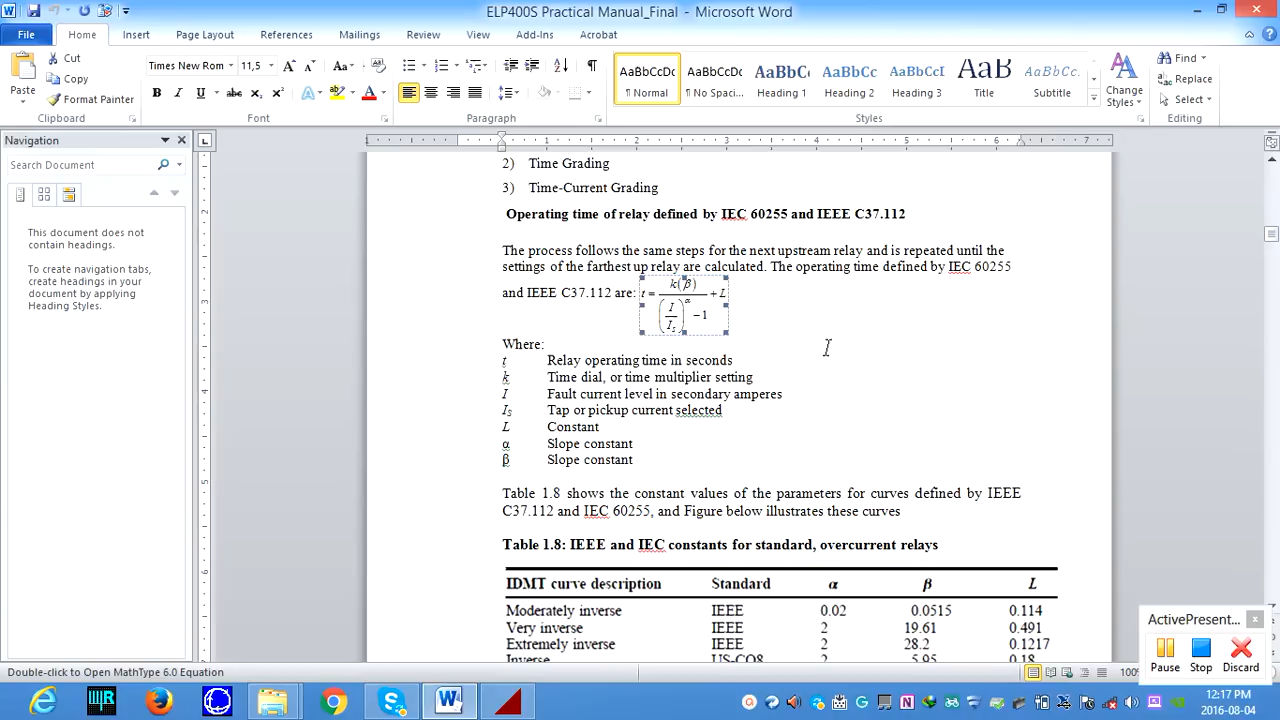 ELP400S Practical Manual_Final - Microsoft Word
File Home Insert Page Layout References Mailings Review View Add-Ins Acrobat
Paste
Cut
Copy
Format Painter
Clipboard
Times New Rom 11,5
Font
Paragraph
AaBbCcDc AaBbCcDc AaBbCc AaBbCc AaBbCcI AaB AaBbCcDc.
¶ Normal ¶ No Spaci... Heading 1 Heading 2 Heading 3 Title Subtitle
Styles
Change Styles
Find
Replace
Select
Editing
Navigation
Search Document
This document does not contain headings.
To create navigation tabs, create headings in your document by applying Heading Styles.
2) Time Grading
3) Time-Current Grading
Operating time of relay defined by IEC 60255 and IEEE C37.112
The process follows the same steps for the next upstream relay and is repeated until the
settings of the farthest up relay are calculated. The operating time defined by IEC 60255
and IEEE C37.112 are: t = k(β) / ((I / Is)^α − 1) + L
Where:
t Relay operating time in seconds
k Time dial, or time multiplier setting
I Fault current level in secondary amperes
Is Tap or pickup current selected
L Constant
α Slope constant
β Slope constant
Table 1.8 shows the constant values of the parameters for curves defined by IEEE
C37.112 and IEC 60255, and Figure below illustrates these curves
Table 1.8: IEEE and IEC constants for standard, overcurrent relays
IDMT curve description Standard α β L
Moderately inverse IEEE 0.02 0.0515 0.114
Very inverse IEEE 2 19.61 0.491
Extremely inverse IEEE 2 28.2 0.1217
Inverse US-CO8 2 5.95 0.18
ActivePresent... x
Pause Stop Discard
Double-click to Open MathType 6.0 Equation
12:17 PM
2016-08-04